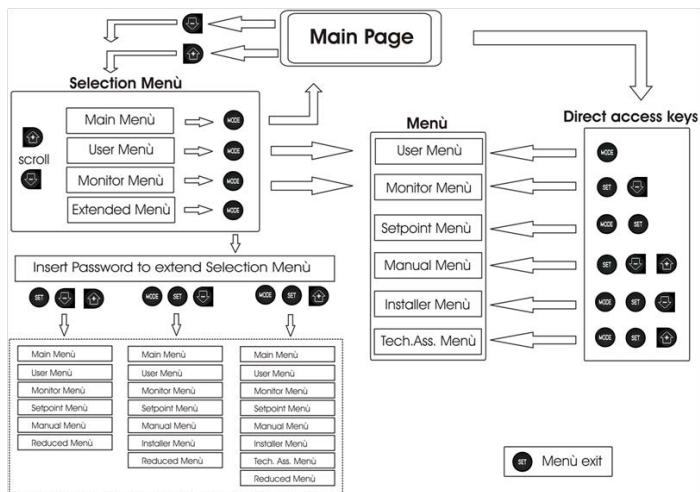 Main Page
Selection Menù
Main Menù
MODE
User Menù
MODE
scroll
Monitor Menù
MODE
Extended Menù
MODE
Menù
User Menù
Monitor Menù
Setpoint Menù
Manual Menù
Installer Menù
Tech.Ass. Menù
Direct access keys
MODE
SET
MODE SET
SET
MODE SET
MODE SET
Insert Password to extend Selection Menù
SET
MODE SET
MODE SET
Main Menù
User Menù
Monitor Menù
Setpoint Menù
Manual Menù
Reduced Menù
Main Menù
User Menù
Monitor Menù
Setpoint Menù
Manual Menù
Installer Menù
Reduced Menù
Main Menù
User Menù
Monitor Menù
Setpoint Menù
Manual Menù
Installer Menù
Tech. Ass. Menù
Reduced Menù
SET Menù exit